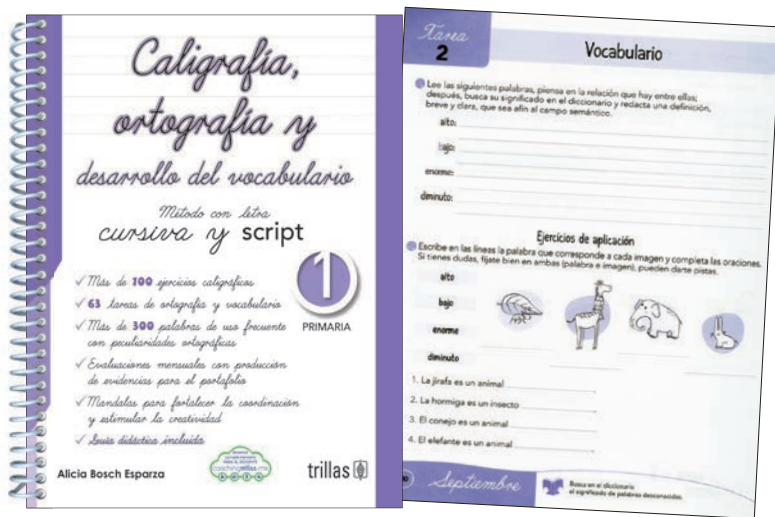 Caligrafía,
ortografía y
desarrollo del vocabulario
Método con letra
cursiva y script
1
PRIMARIA
✓ Más de 100 ejercicios caligráficos
✓ 63 tareas de ortografía y vocabulario
✓ Más de 300 palabras de uso frecuente
con peculiaridades ortográficas
✓ Evaluaciones mensuales con producción
de evidencias para el portafolio
✓ Mandalas para fortalecer la coordinación
y estimular la creatividad
✓ Guía didáctica incluida
Alicia Bosch Esparza
trillas
Tarea
2
Vocabulario
Lee las siguientes palabras, piensa en la relación que hay entre ellas;
después, busca su significado en el diccionario y redacta una definición,
breve y clara, que sea afín al campo semántico.
alto:
bajo:
enorme:
diminuto:
Ejercicios de aplicación
Escribe en las líneas la palabra que corresponde a cada imagen y completa las oraciones.
Si tienes dudas, fíjate bien en ambas (palabra e imagen), pueden darte pistas.
alto
bajo
enorme
diminuto
1. La jirafa es un animal
2. La hormiga es un insecto
3. El conejo es un animal
4. El elefante es un animal
Septiembre
Busca en el diccionario
el significado de palabras desconocidas.